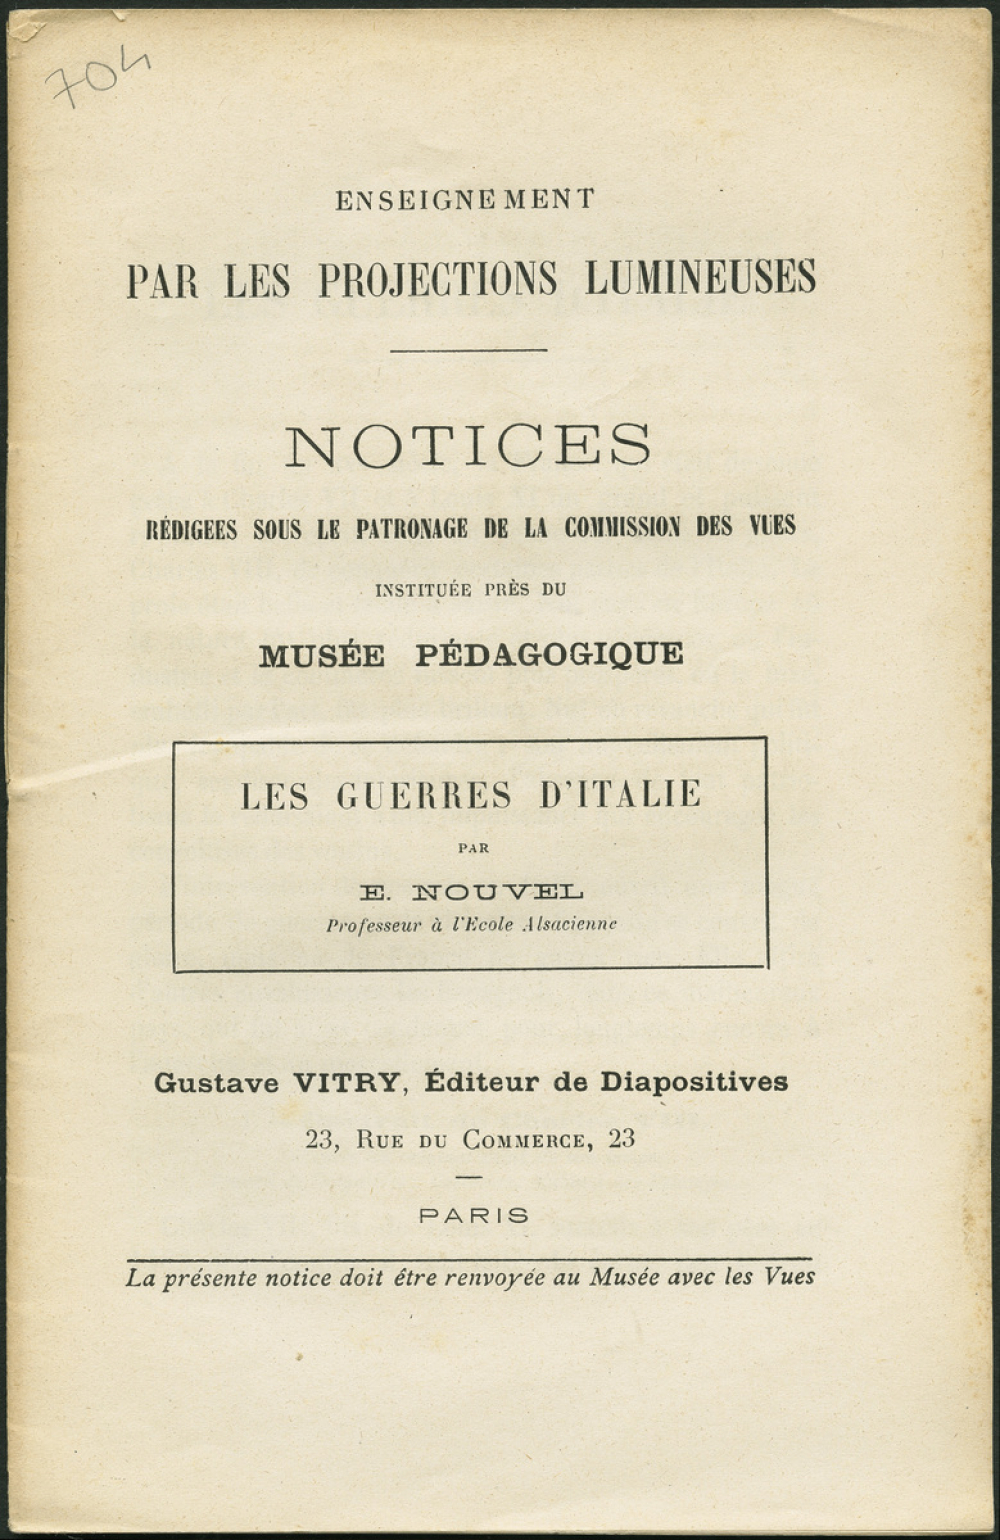 704
ENSEIGNEMENT
PAR LES PROJECTIONS LUMINEUSES
NOTICES
RÉDIGEES SOUS LE PATRONAGE DE LA COMMISSION DES VUES
INSTITUÉE PRÈS DU
MUSÉE PÉDAGOGIQUE
LES GUERRES D'ITALIE
PAR
E. NOUVEL
Professeur à l'Ecole Alsacienne
Gustave VITRY, Éditeur de Diapositives
23, RUE DU COMMERCE, 23
PARIS
La présente notice doit être renvoyée au Musée avec les Vues